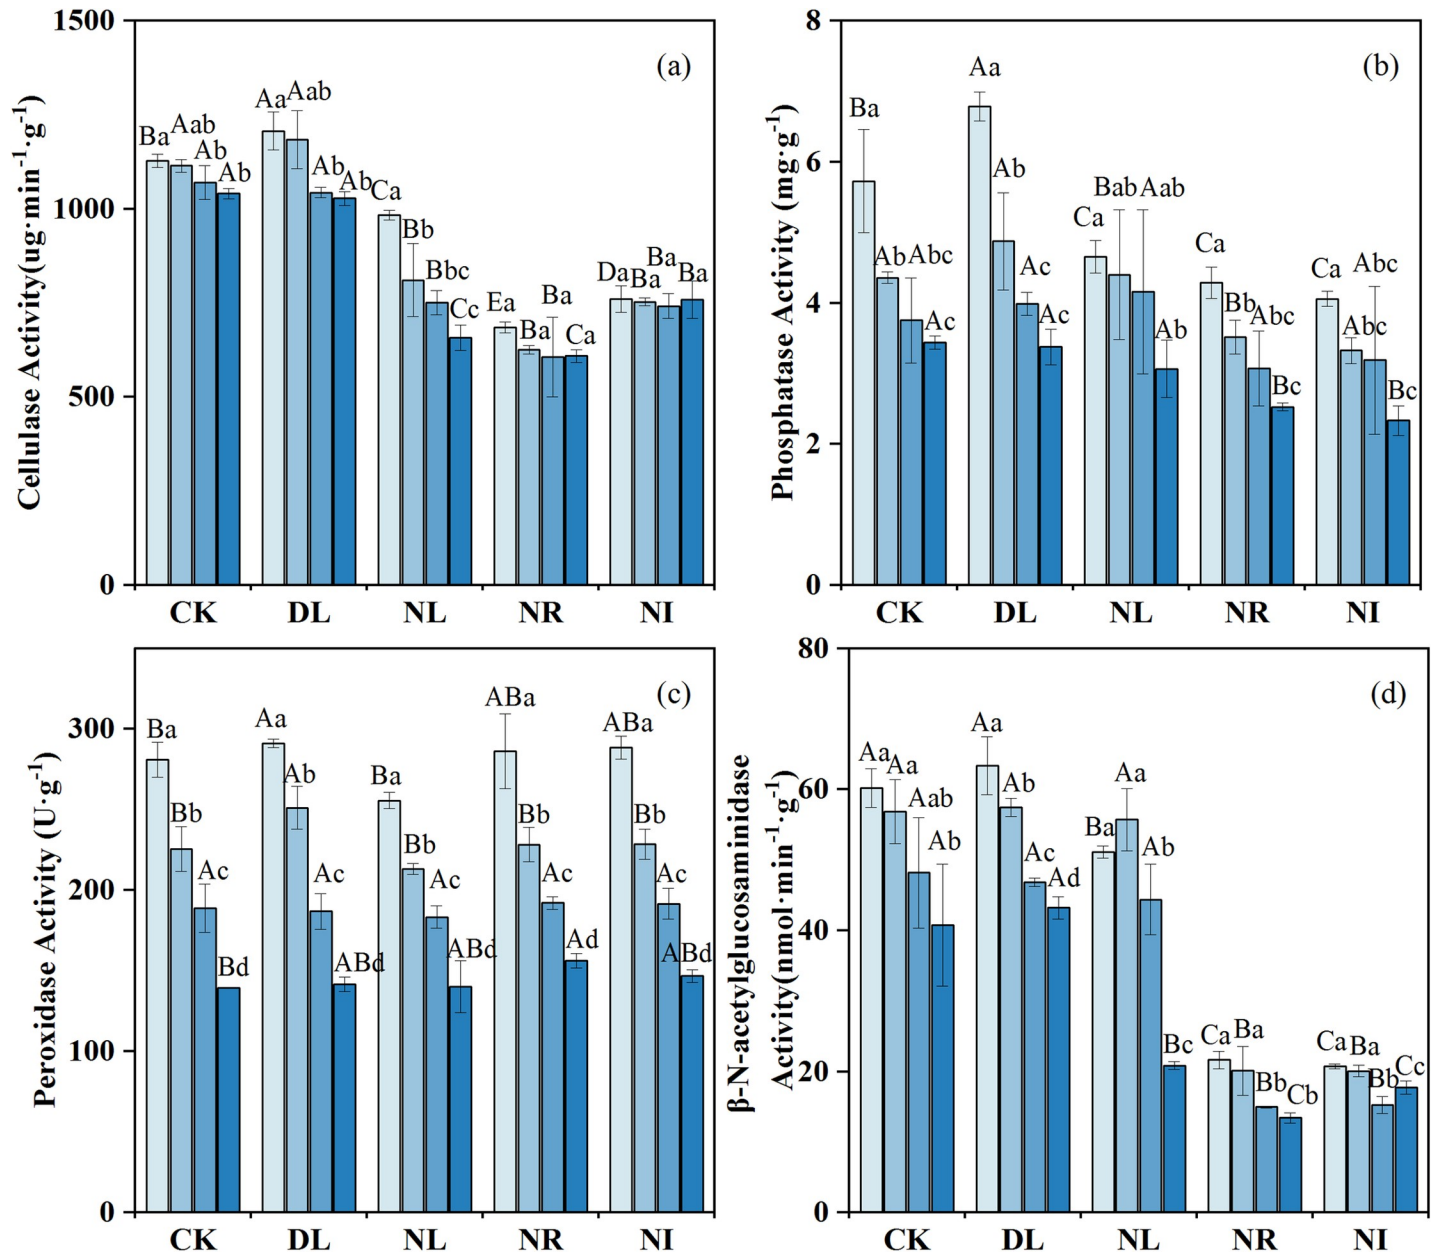 1500
1000
500
0
Cellulase Activity(ug·min⁻¹·g⁻¹)
(a)
Ba Aab Ab Ab
Aa Aab Ab Ab
Ca Bb Bbc Cc
Ea Ba Ba Ca
Da Ba Ba Ba
CK DL NL NR NI
8
6
4
2
0
Phosphatase Activity (mg·g⁻¹)
(b)
Ba Ab Abc Ac
Aa Ab Ac Ac
Ca Bab Aab Ab
Ca Bb Abc Bc
Ca Abc Abc Bc
CK DL NL NR NI
300
200
100
0
Peroxidase Activity (U·g⁻¹)
(c)
Ba Bb Ac Bd
Aa Ab Ac ABd
Ba Bb Ac ABd
ABa Bb Ac Ad
ABa Bb Ac ABd
CK DL NL NR NI
80
60
40
20
0
β-N-acetylglucosaminidase
Activity(nmol·min⁻¹·g⁻¹)
(d)
Aa Aa Aab Ab
Aa Ab Ac Ad
Ba Aa Ab Bc
Ca Ba Bb Cb
Ca Ba Bb Cc
CK DL NL NR NI